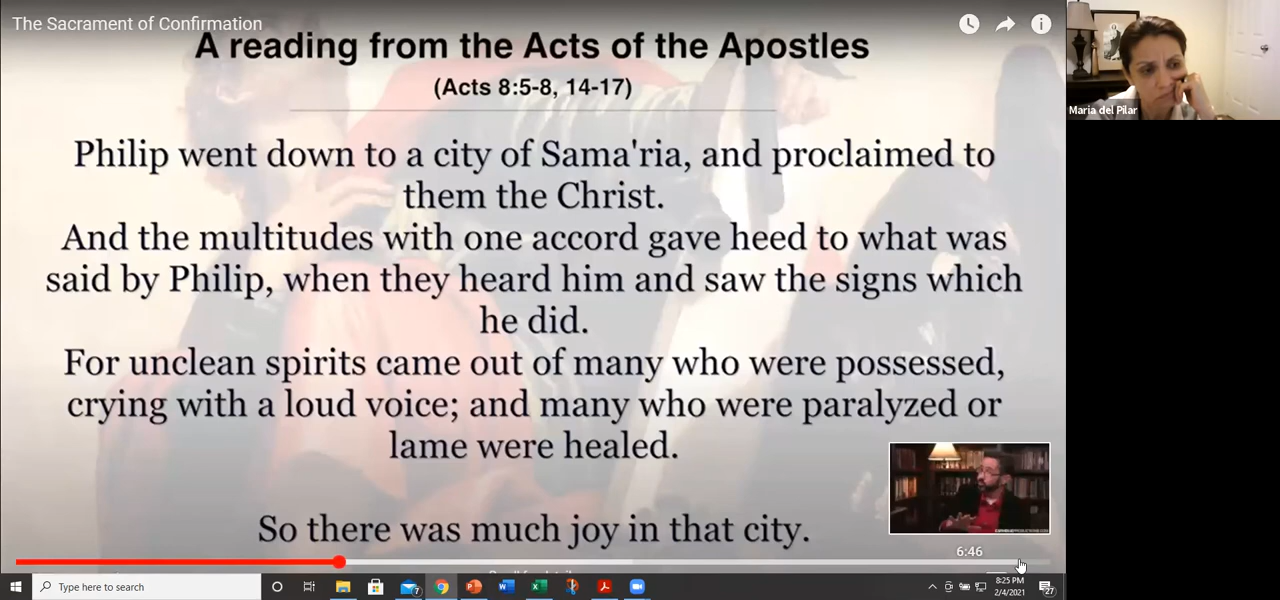 The Sacrament of Confirmation
A reading from the Acts of the Apostles
(Acts 8:5-8, 14-17)
Maria del Pilar
Philip went down to a city of Sama'ria, and proclaimed to
them the Christ.
And the multitudes with one accord gave heed to what was
said by Philip, when they heard him and saw the signs which
he did.
For unclean spirits came out of many who were possessed,
crying with a loud voice; and many who were paralyzed or
lame were healed.
So there was much joy in that city.
6:46
Type here to search
7
8:25 PM
2/4/2021
27